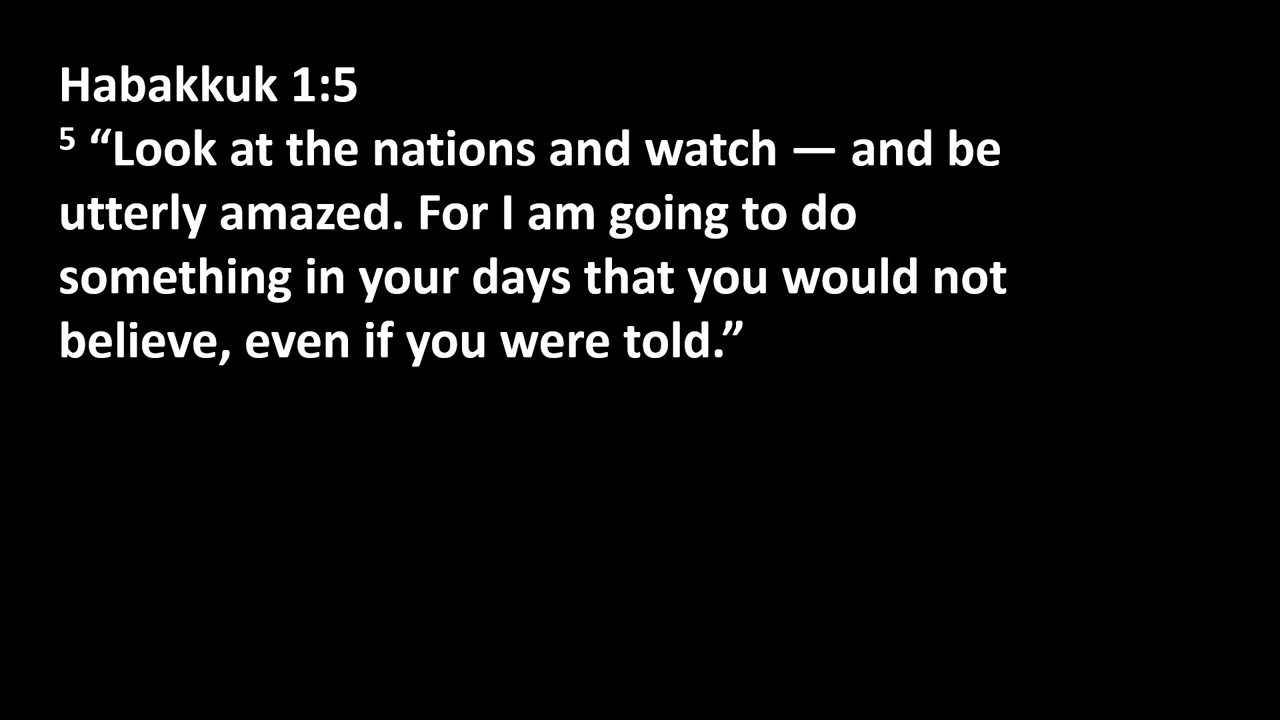 Habakkuk 1:5
5 “Look at the nations and watch — and be
utterly amazed. For I am going to do
something in your days that you would not
believe, even if you were told.”